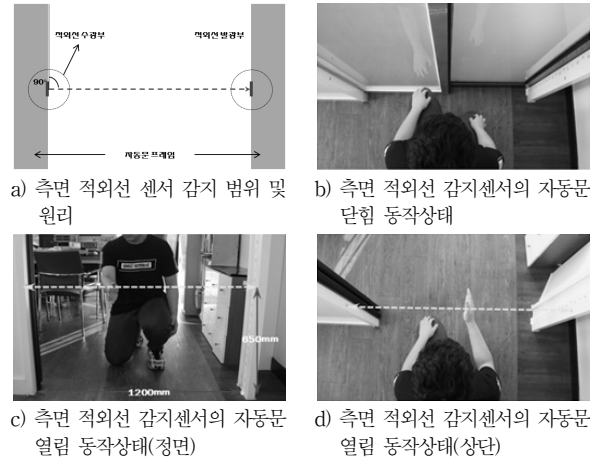 적외선 수광부
적외선 발광부
90°
자동문 프레임
a) 측면 적외선 센서 감지 범위 및
원리
b) 측면 적외선 감지센서의 자동문
닫힘 동작상태
650mm
1200mm
c) 측면 적외선 감지센서의 자동문
열림 동작상태(정면)
d) 측면 적외선 감지센서의 자동문
열림 동작상태(상단)